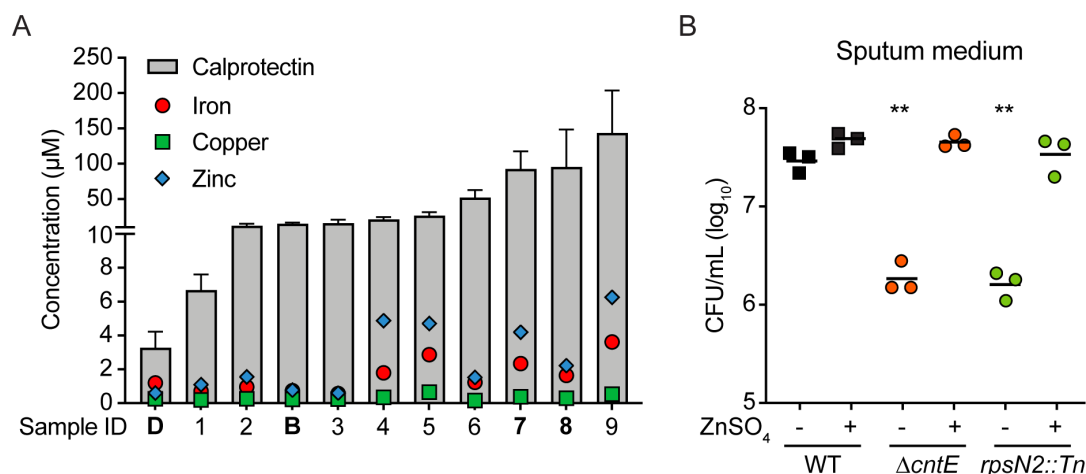 A
250
200
150
100
50
10
8
6
4
2
0
Concentration (µM)
Calprotectin
Iron
Copper
Zinc
Sample ID D 1 2 B 3 4 5 6 7 8 9
B
Sputum medium
8
7
6
5
CFU/mL (log10)
** **
ZnSO4 - + - + - +
WT ΔcntE rpsN2::Tn